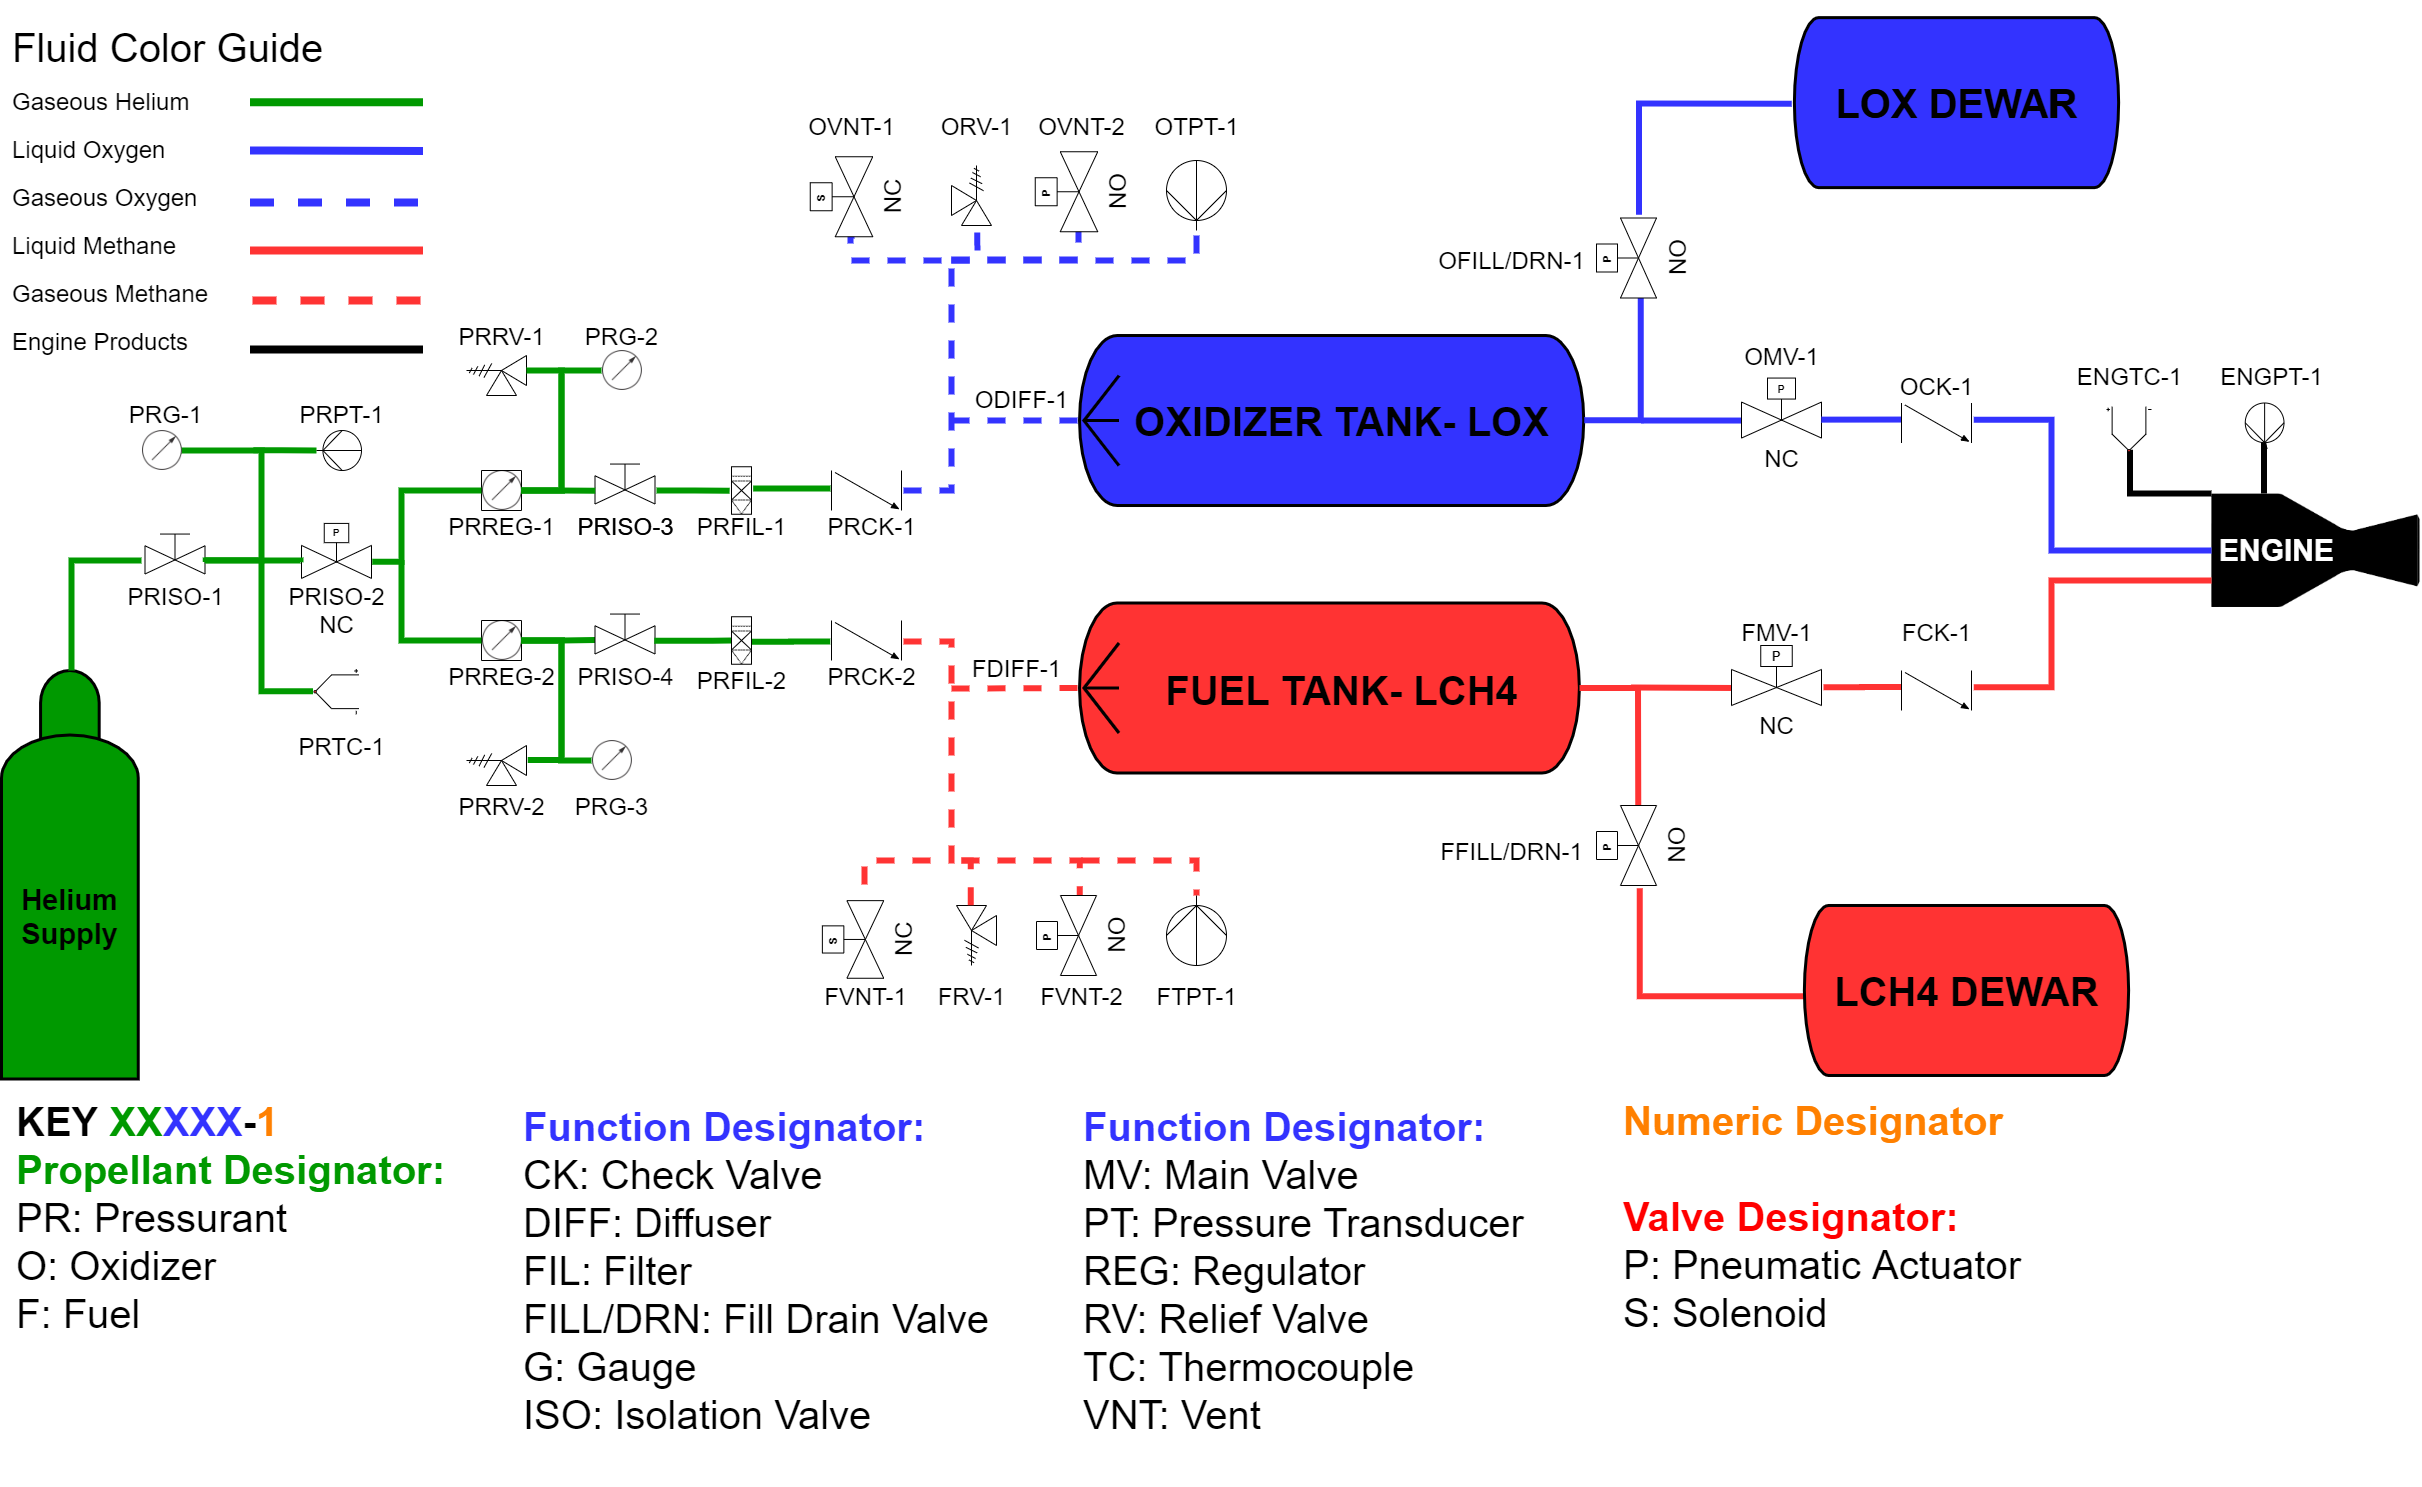 Fluid Color Guide
Gaseous Helium
Liquid Oxygen
Gaseous Oxygen
Liquid Methane
Gaseous Methane
Engine Products
LOX DEWAR
OVNT-1
ORV-1
OVNT-2
OTPT-1
S
NC
P
NO
OFILL/DRN-1
P
NO
PRRV-1
PRG-2
PRG-1
PRPT-1
ODIFF-1
OXIDIZER TANK- LOX
OMV-1
P
NC
OCK-1
ENGTC-1
ENGPT-1
+
-
PRREG-1
PRISO-3
PRFIL-1
PRCK-1
PRISO-1
P
PRISO-2
NC
ENGINE
PRREG-2
PRISO-4
PRFIL-2
PRCK-2
FDIFF-1
FUEL TANK- LCH4
FMV-1
P
NC
FCK-1
+
-
PRTC-1
PRRV-2
PRG-3
FFILL/DRN-1
P
NO
Helium
Supply
S
NC
P
NO
FVNT-1
FRV-1
FVNT-2
FTPT-1
LCH4 DEWAR
KEY XXXXX-1
Propellant Designator:
PR: Pressurant
O: Oxidizer
F: Fuel
Function Designator:
CK: Check Valve
DIFF: Diffuser
FIL: Filter
FILL/DRN: Fill Drain Valve
G: Gauge
ISO: Isolation Valve
Function Designator:
MV: Main Valve
PT: Pressure Transducer
REG: Regulator
RV: Relief Valve
TC: Thermocouple
VNT: Vent
Numeric Designator
Valve Designator:
P: Pneumatic Actuator
S: Solenoid